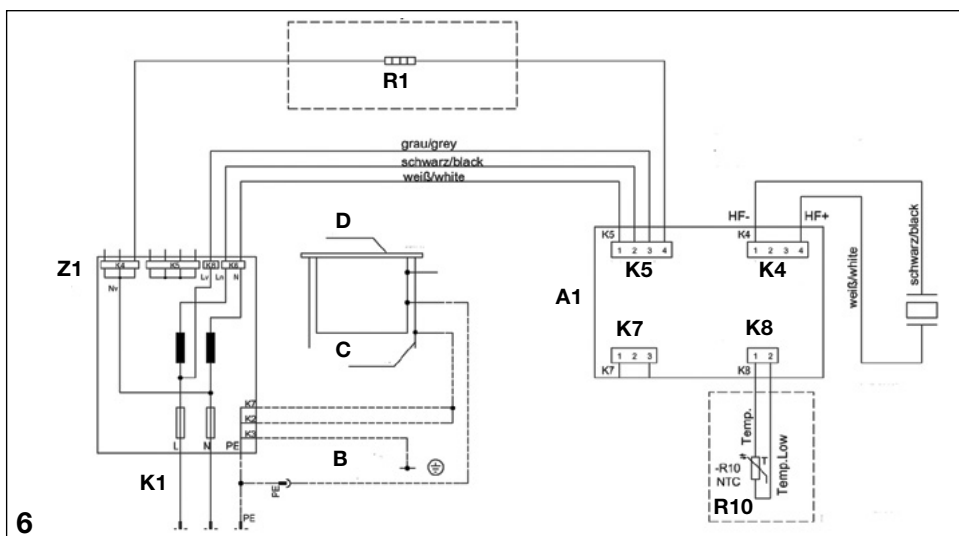 R1
grau/grey
schwarz/black
weiß/white
HF-
HF+
D
K5
K4
1 2 3 4
1 2 3 4
Z1
K4
K5
K6
K6
K5
K4
Nv
Lv
Ln
N
A1
weiß/white
schwarz/black
K7
K8
C
1 2 3
1 2
K7
K8
K7
K2
K3
L
N
PE
B
Temp.
Temp.Low
K1
PE
-R10
NTC
T
R10
PE
6